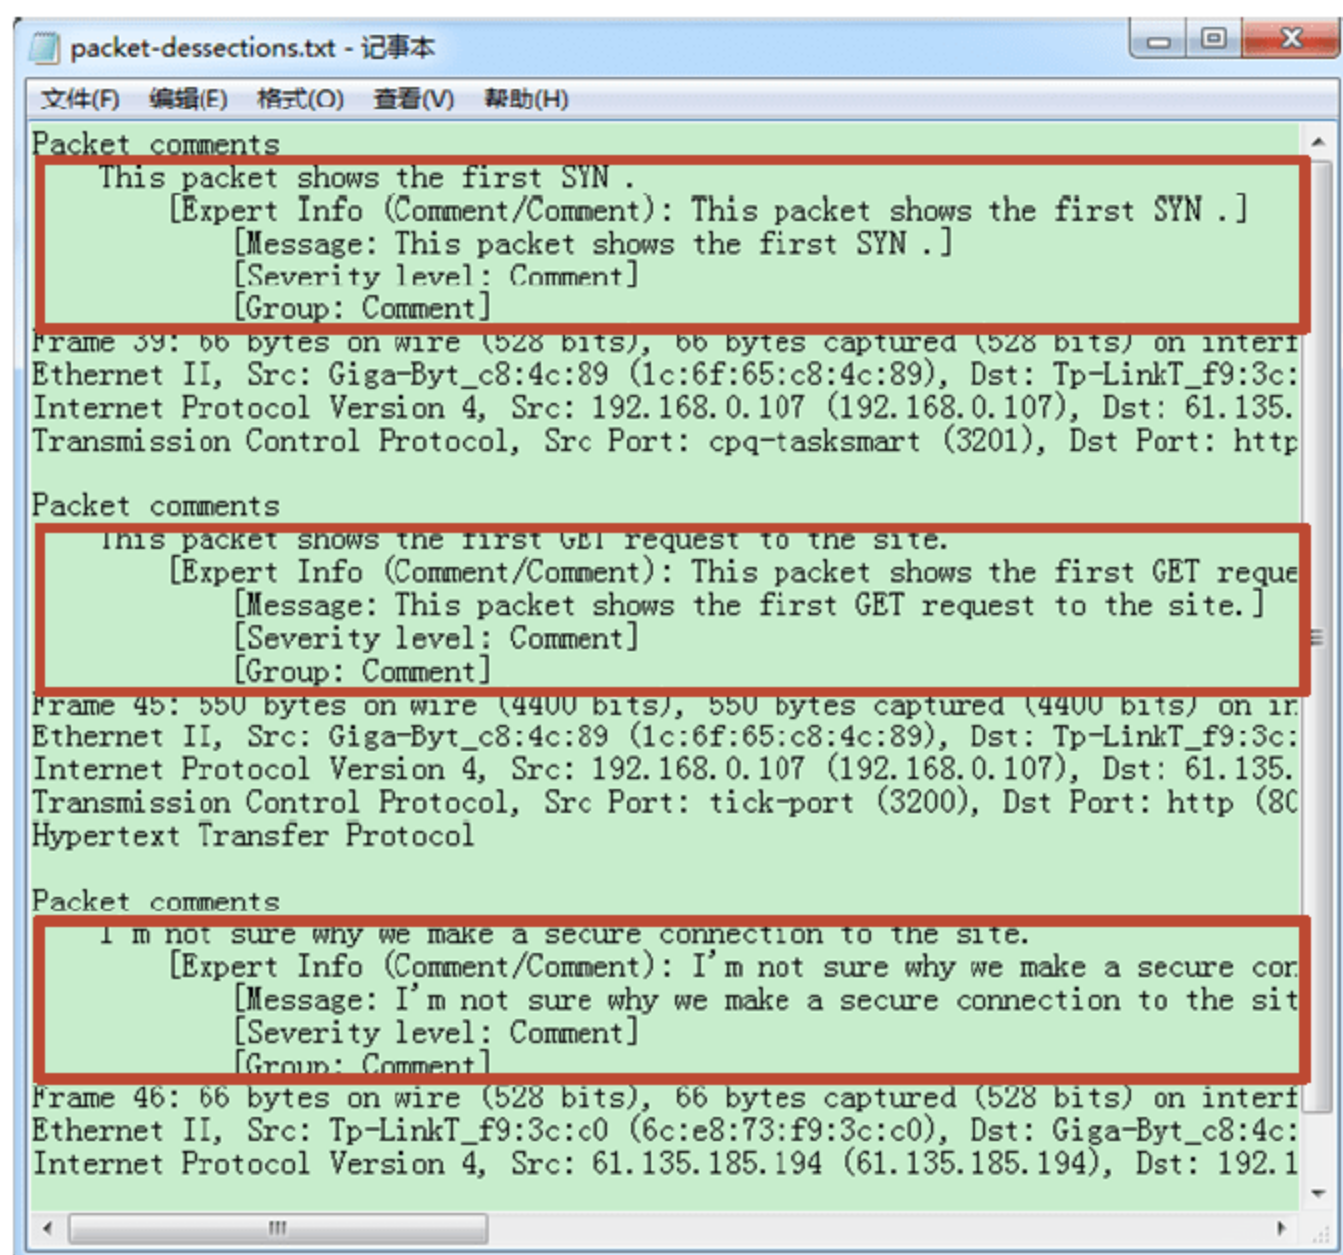 packet-dessections.txt - 记事本
文件(F) 编辑(E) 格式(O) 查看(V) 帮助(H)
Packet comments
This packet shows the first SYN .
[Expert Info (Comment/Comment): This packet shows the first SYN .]
[Message: This packet shows the first SYN .]
[Severity level: Comment]
[Group: Comment]
Frame 39: 66 bytes on wire (528 bits), 66 bytes captured (528 bits) on interf
Ethernet II, Src: Giga-Byt_c8:4c:89 (1c:6f:65:c8:4c:89), Dst: Tp-LinkT_f9:3c:
Internet Protocol Version 4, Src: 192.168.0.107 (192.168.0.107), Dst: 61.135.
Transmission Control Protocol, Src Port: cpq-tasksmart (3201), Dst Port: http
Packet comments
This packet shows the first GET request to the site.
[Expert Info (Comment/Comment): This packet shows the first GET reque
[Message: This packet shows the first GET request to the site.]
[Severity level: Comment]
[Group: Comment]
Frame 45: 550 bytes on wire (4400 bits), 550 bytes captured (4400 bits) on in
Ethernet II, Src: Giga-Byt_c8:4c:89 (1c:6f:65:c8:4c:89), Dst: Tp-LinkT_f9:3c:
Internet Protocol Version 4, Src: 192.168.0.107 (192.168.0.107), Dst: 61.135.
Transmission Control Protocol, Src Port: tick-port (3200), Dst Port: http (80
Hypertext Transfer Protocol
Packet comments
I'm not sure why we make a secure connection to the site.
[Expert Info (Comment/Comment): I'm not sure why we make a secure con
[Message: I'm not sure why we make a secure connection to the sit
[Severity level: Comment]
[Group: Comment]
Frame 46: 66 bytes on wire (528 bits), 66 bytes captured (528 bits) on interf
Ethernet II, Src: Tp-LinkT_f9:3c:c0 (6c:e8:73:f9:3c:c0), Dst: Giga-Byt_c8:4c:
Internet Protocol Version 4, Src: 61.135.185.194 (61.135.185.194), Dst: 192.1